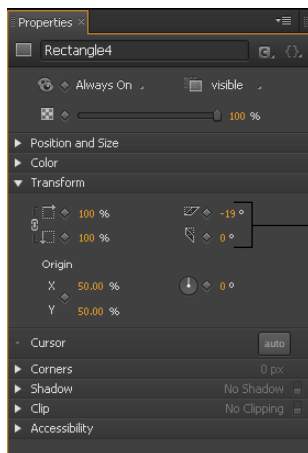 Properties ×
Rectangle4
C, {},
Always On visible
100 %
Position and Size
Color
Transform
100 % -19 °
100 % 0 °
Origin
X 50.00 % 0 °
Y 50.00 %
Cursor auto
Corners 0 px
Shadow No Shadow
Clip No Clipping
Accessibility